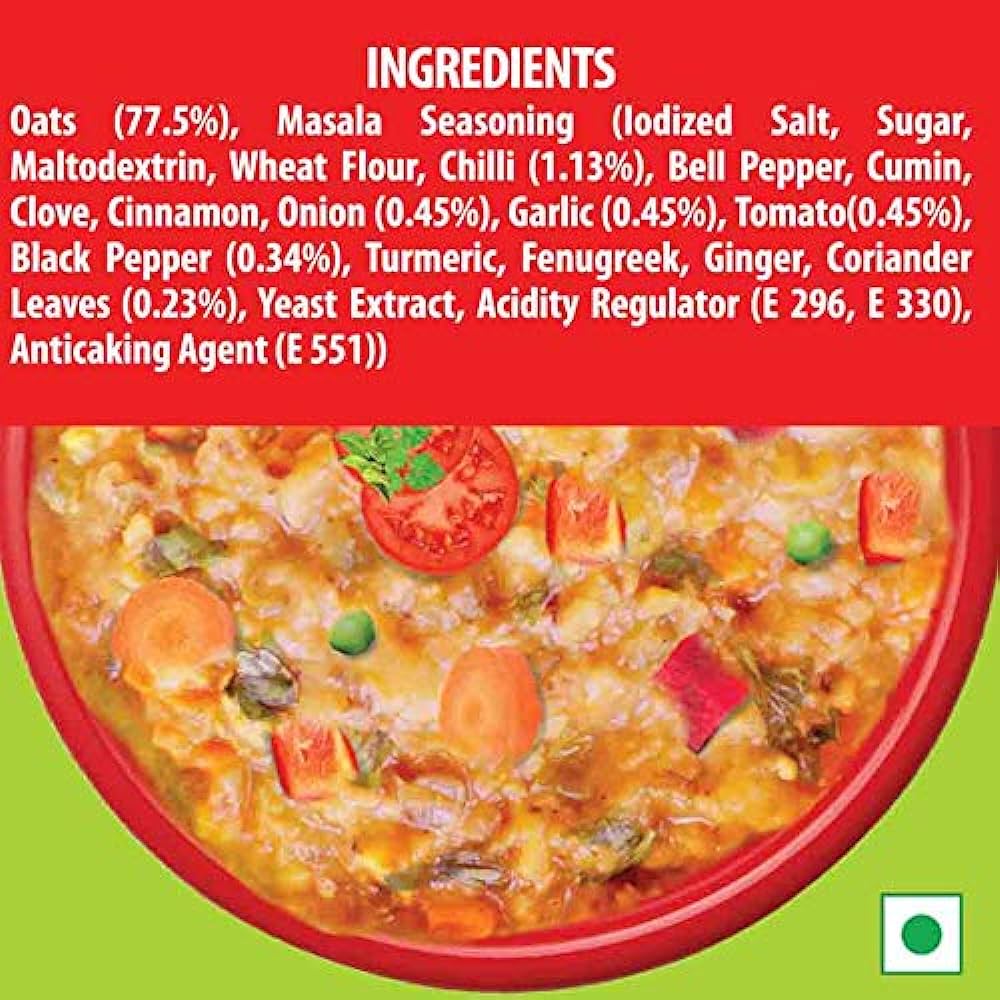 INGREDIENTS
Oats (77.5%), Masala Seasoning (Iodized Salt, Sugar,
Maltodextrin, Wheat Flour, Chilli (1.13%), Bell Pepper, Cumin,
Clove, Cinnamon, Onion (0.45%), Garlic (0.45%), Tomato(0.45%),
Black Pepper (0.34%), Turmeric, Fenugreek, Ginger, Coriander
Leaves (0.23%), Yeast Extract, Acidity Regulator (E 296, E 330),
Anticaking Agent (E 551))